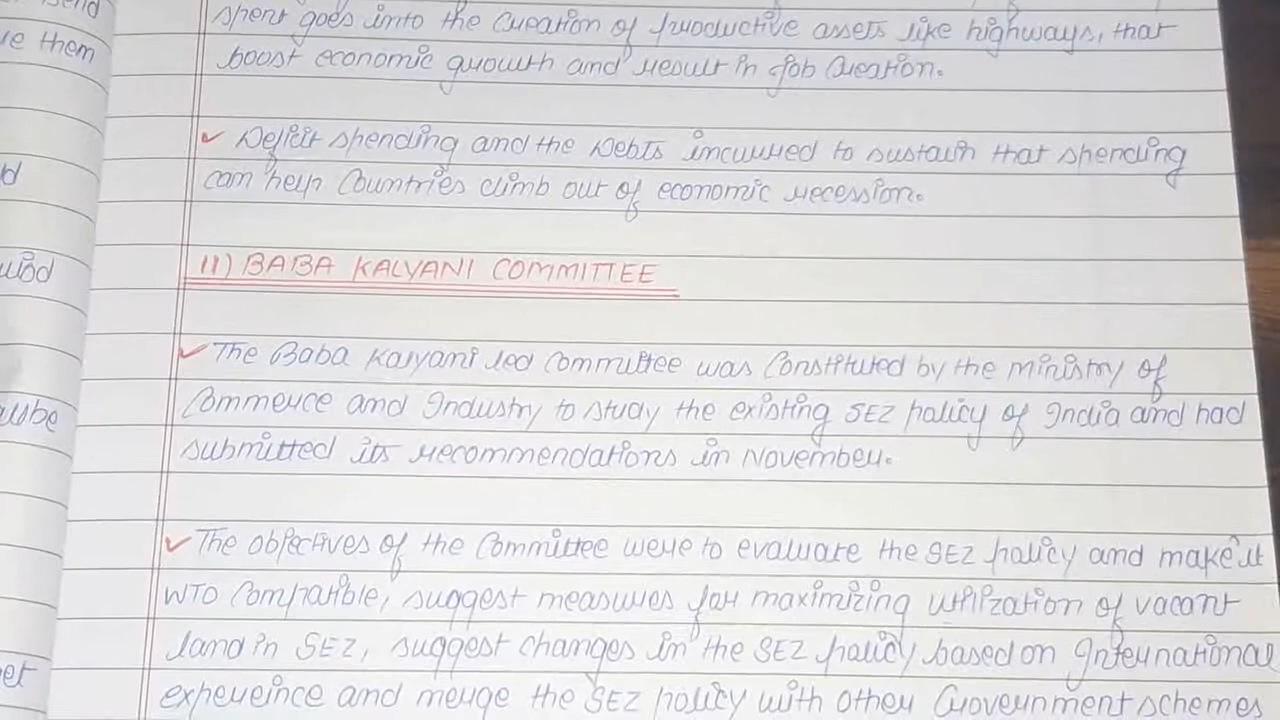 ve them
spent goes into the Creation of productive assets like highways, that
boost economic growth and result in job Creation.
✓ Deficit spending and the Debts incurred to sustain that spending
can help Countries climb out of economic recession.
11) BABA KALYANI COMMITTEE
✓ The Baba Kalyani led Committee was Constituted by the ministry of
Commerce and Industry to study the existing SEZ policy of India and had
submitted its recommendations in November.
✓ The objectives of the Committee were to evaluate the SEZ policy and make it
WTO Compatible, suggest measures for maximizing utilization of vacant
land in SEZ, suggest changes in the SEZ policy based on International
expereince and merge the SEZ policy with other Government schemes